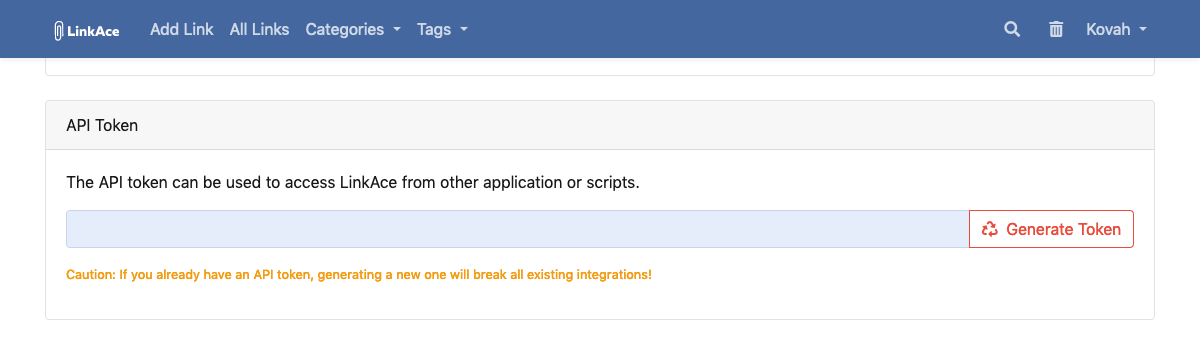 LinkAce Add Link All Links Categories Tags Kovah
API Token
The API token can be used to access LinkAce from other application or scripts.
Generate Token
Caution: If you already have an API token, generating a new one will break all existing integrations!